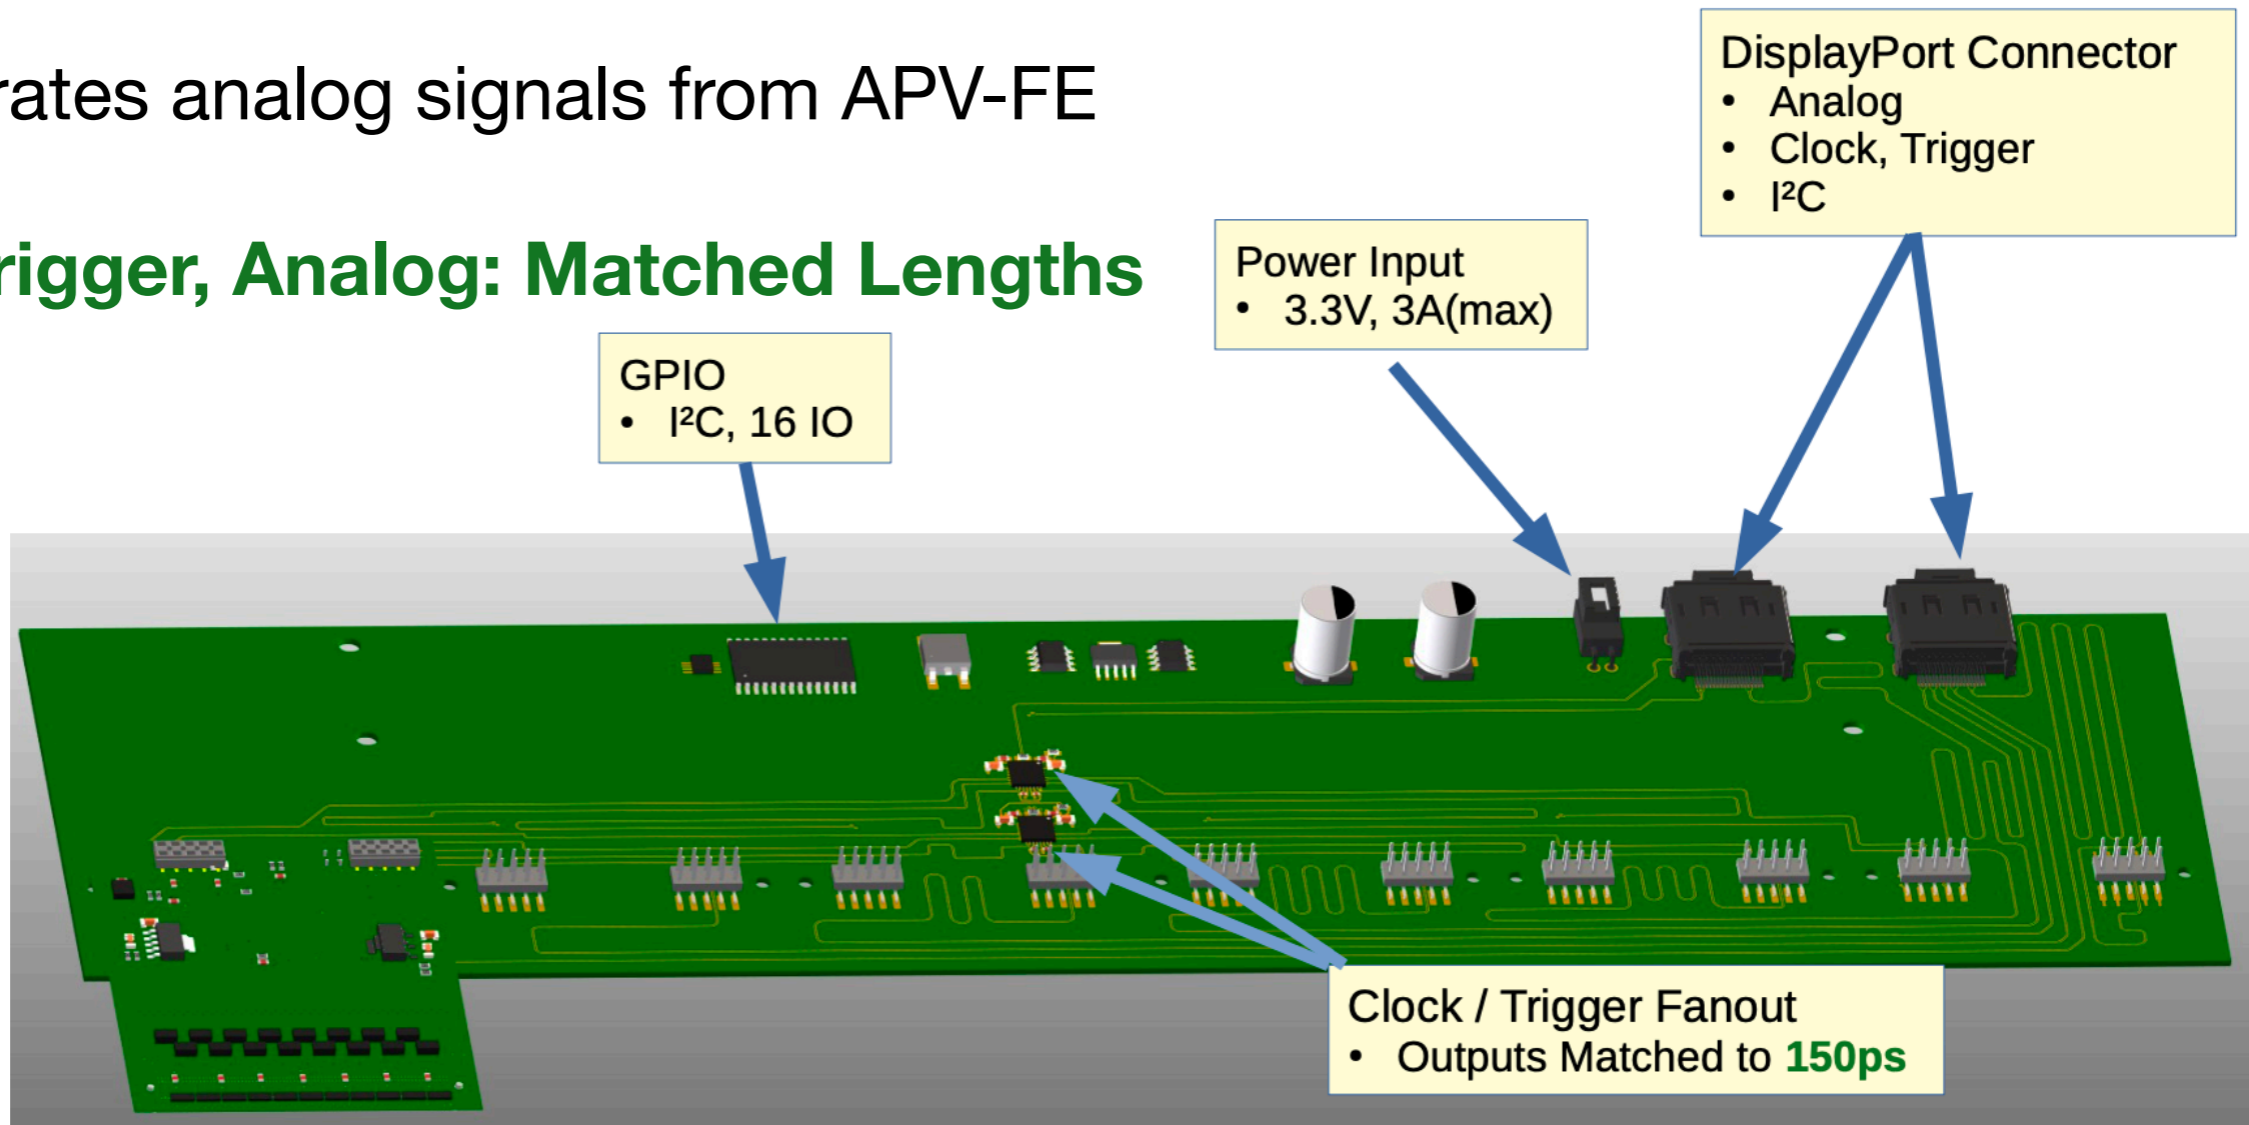 rates analog signals from APV-FE
rigger, Analog: Matched Lengths
DisplayPort Connector
• Analog
• Clock, Trigger
• I²C
Power Input
• 3.3V, 3A(max)
GPIO
• I²C, 16 IO
Clock / Trigger Fanout
• Outputs Matched to 150ps